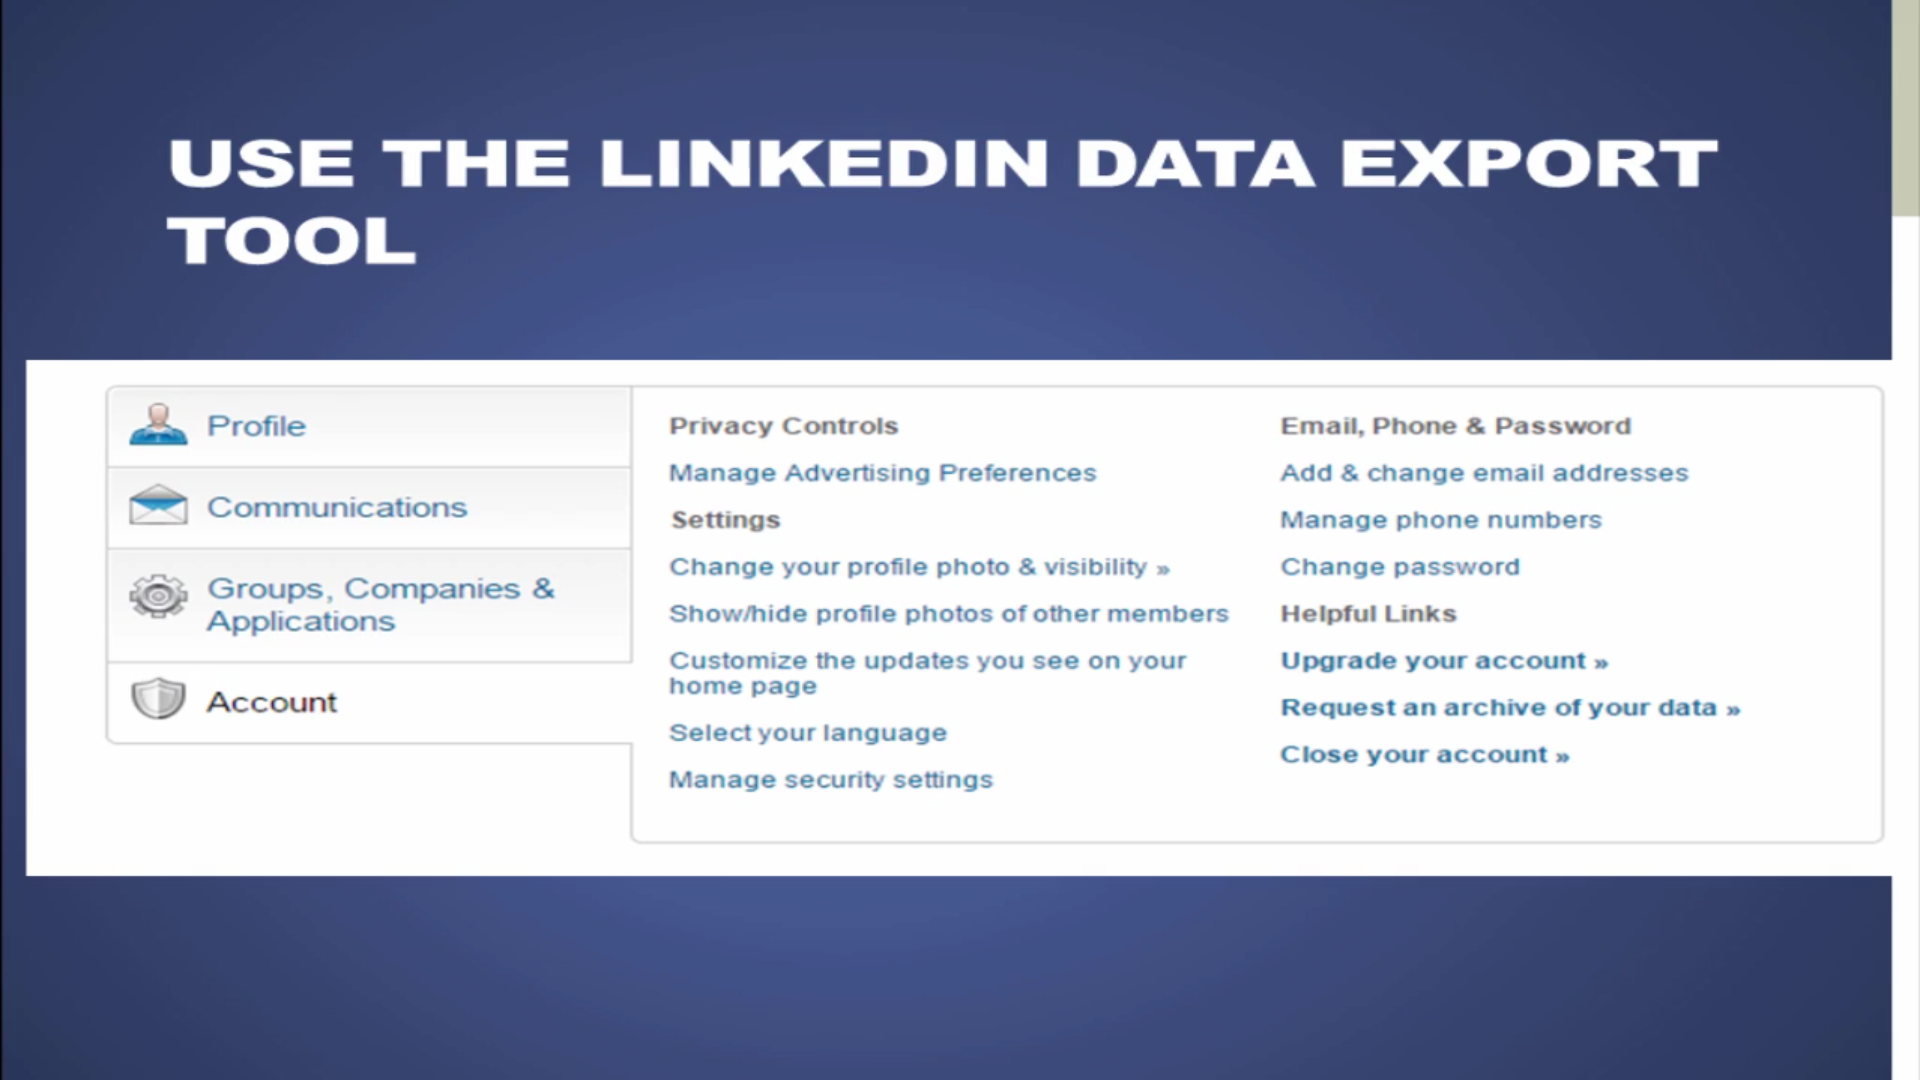 USE THE LINKEDIN DATA EXPORT
TOOL
Profile
Communications
Groups, Companies &
Applications
Account
Privacy Controls
Manage Advertising Preferences
Settings
Change your profile photo & visibility »
Show/hide profile photos of other members
Customize the updates you see on your
home page
Select your language
Manage security settings
Email, Phone & Password
Add & change email addresses
Manage phone numbers
Change password
Helpful Links
Upgrade your account »
Request an archive of your data »
Close your account »